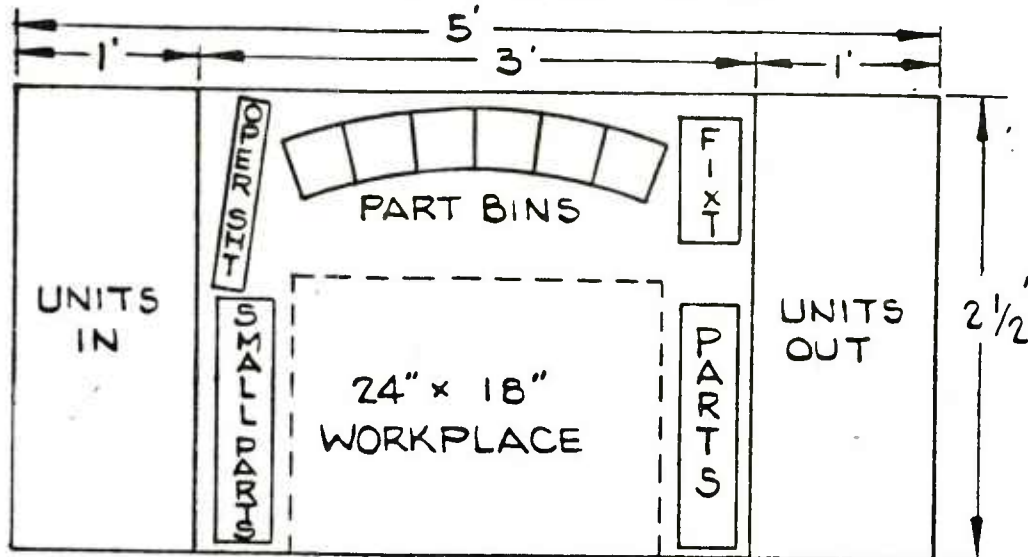 5'
1'
3'
1'
OPER SHT
PART BINS
FIXT
UNITS
IN
SMALL PARTS
24" x 18"
WORKPLACE
PARTS
UNITS
OUT
2 1/2'